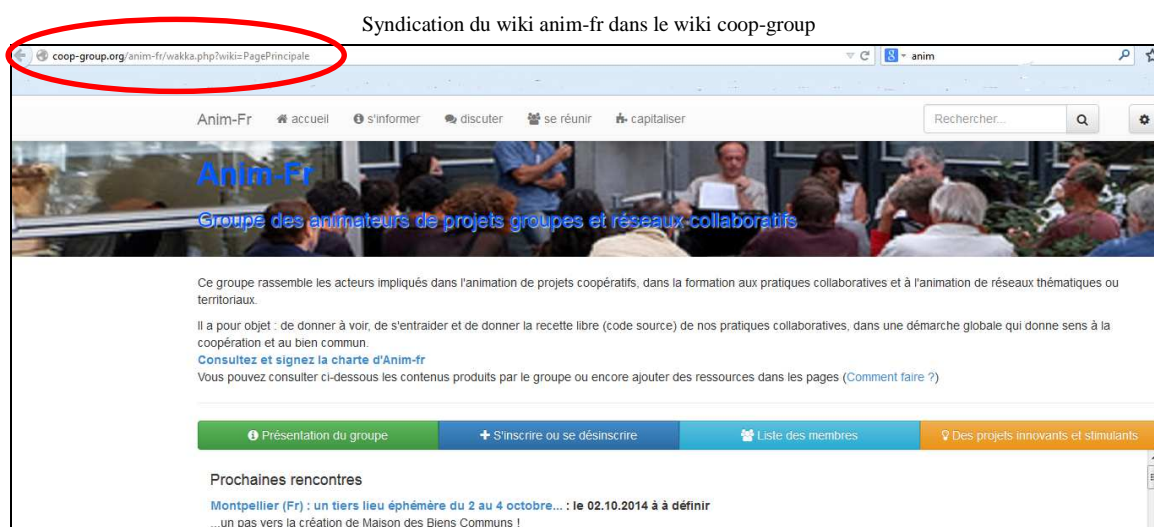 Syndication du wiki anim-fr dans le wiki coop-group
coop-group.org/anim-fr/wakka.php?wiki=PagePrincipale
anim
Anim-Fr accueil s'informer discuter se réunir capitaliser Rechercher...
Anim-Fr
Groupe des animateurs de projets groupes et réseaux collaboratifs
Ce groupe rassemble les acteurs impliqués dans l'animation de projets coopératifs, dans la formation aux pratiques collaboratives et à l'animation de réseaux thématiques ou
territoriaux.
Il a pour objet : de donner à voir, de s'entraider et de donner la recette libre (code source) de nos pratiques collaboratives, dans une démarche globale qui donne sens à la
coopération et au bien commun.
Consultez et signez la charte d'Anim-fr
Vous pouvez consulter ci-dessous les contenus produits par le groupe ou encore ajouter des ressources dans les pages (Comment faire ?)
Présentation du groupe S'inscrire ou se désinscrire Liste des membres Des projets innovants et stimulants
Prochaines rencontres
Montpellier (Fr) : un tiers lieu éphémère du 2 au 4 octobre... : le 02.10.2014 à à définir
...un pas vers la création de Maison des Biens Communs !